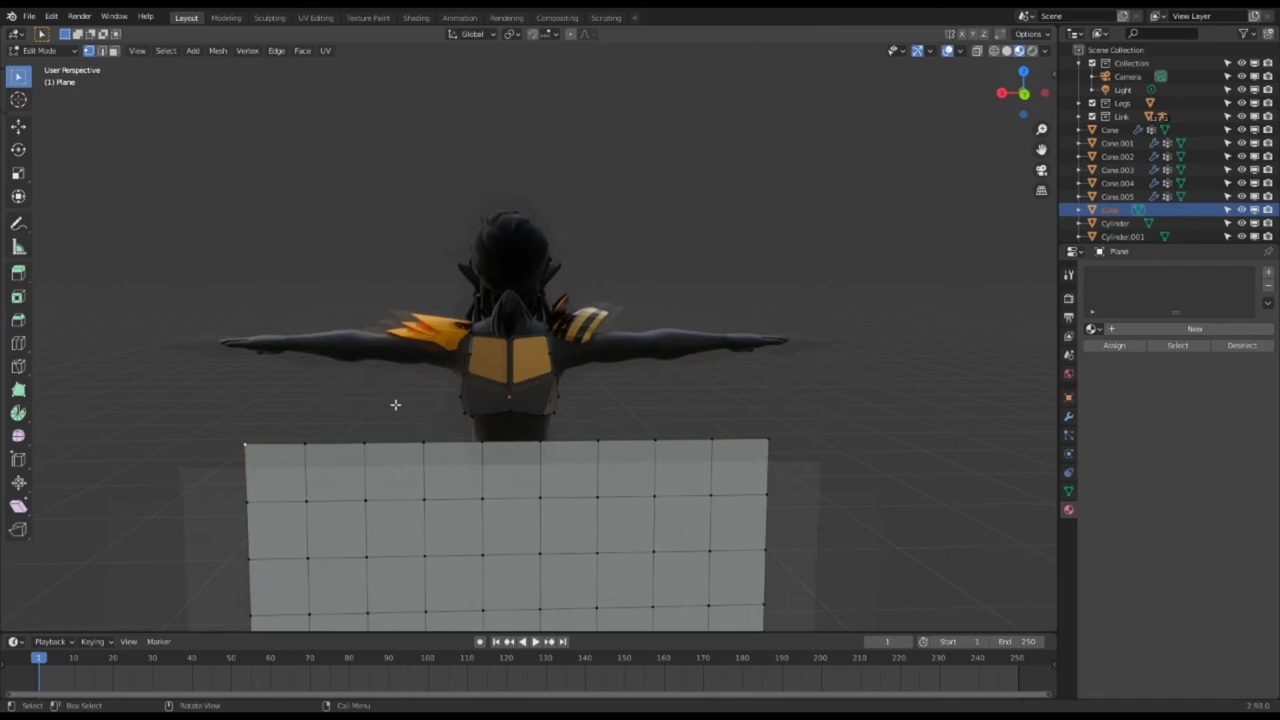 File Edit Render Window Help Layout Modeling Sculpting UV Editing Texture Paint Shading Animation Rendering Compositing Scripting + Scene View Layer
Global X Y Z Options
Edit Mode View Select Add Mesh Vertex Edge Face UV
User Perspective
(1) Plane
Scene Collection
Collection
Camera
Light
Legs
Link
Cone
Cone.001
Cone.002
Cone.003
Cone.004
Cone.005
Cylinder
Cylinder.001
Plane
New
Assign Select Deselect
Playback Keying View Marker 1 Start 1 End 250
1 10 20 30 40 50 60 70 80 90 100 110 120 130 140 150 160 170 180 190 200 210 220 230 240 250
Select Box Select Rotate View Call Menu 2.90.0